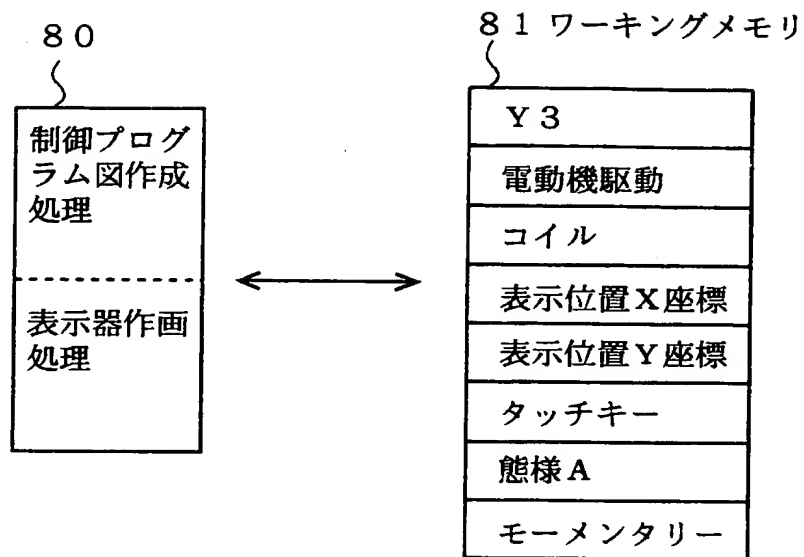 80
制御プログ
ラム図作成
処理
表示器作画
処理
81 ワーキングメモリ
Y3
電動機駆動
コイル
表示位置X座標
表示位置Y座標
タッチキー
態様A
モーメンタリー